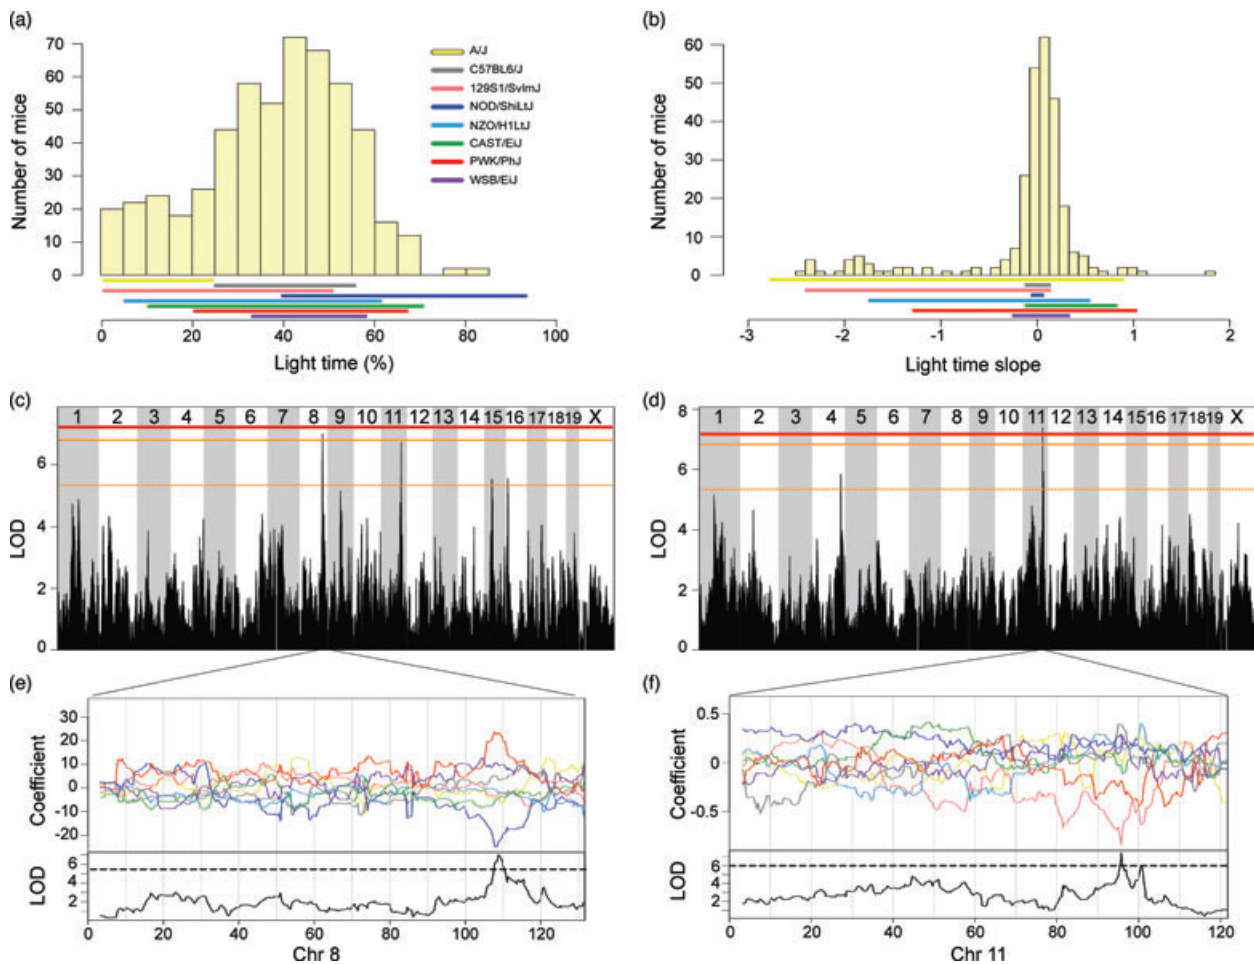 (a)
Number of mice
70
60
50
40
30
20
10
0
A/J
C57BL6/J
129S1/SvImJ
NOD/ShiLtJ
NZO/H1LtJ
CAST/EiJ
PWK/PhJ
WSB/EiJ
0 20 40 60 80 100
Light time (%)
(b)
Number of mice
60
50
40
30
20
10
0
-3 -2 -1 0 1 2
Light time slope
(c)
1 2 3 4 5 6 7 8 9 10 11 12 13 14 15 16 17 18 19 X
LOD
6
4
2
0
(d)
1 2 3 4 5 6 7 8 9 10 11 12 13 14 15 16 17 18 19 X
LOD
8
6
4
2
0
(e)
Coefficient
30
20
10
0
-10
-20
LOD
6
4
2
0 20 40 60 80 100 120
Chr 8
(f)
Coefficient
0.5
0
-0.5
LOD
6
4
2
0 20 40 60 80 100 120
Chr 11